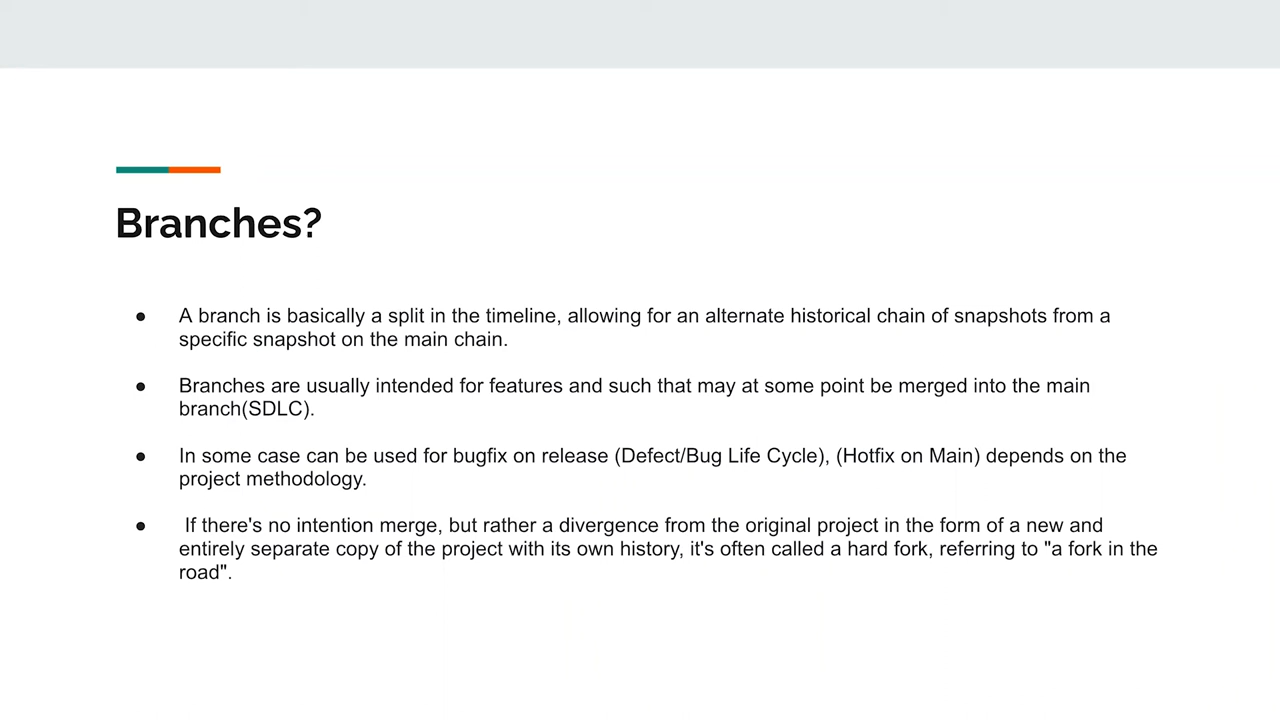 Branches?
● A branch is basically a split in the timeline, allowing for an alternate historical chain of snapshots from a
specific snapshot on the main chain.
● Branches are usually intended for features and such that may at some point be merged into the main
branch(SDLC).
● In some case can be used for bugfix on release (Defect/Bug Life Cycle), (Hotfix on Main) depends on the
project methodology.
● If there's no intention merge, but rather a divergence from the original project in the form of a new and
entirely separate copy of the project with its own history, it's often called a hard fork, referring to "a fork in the
road".